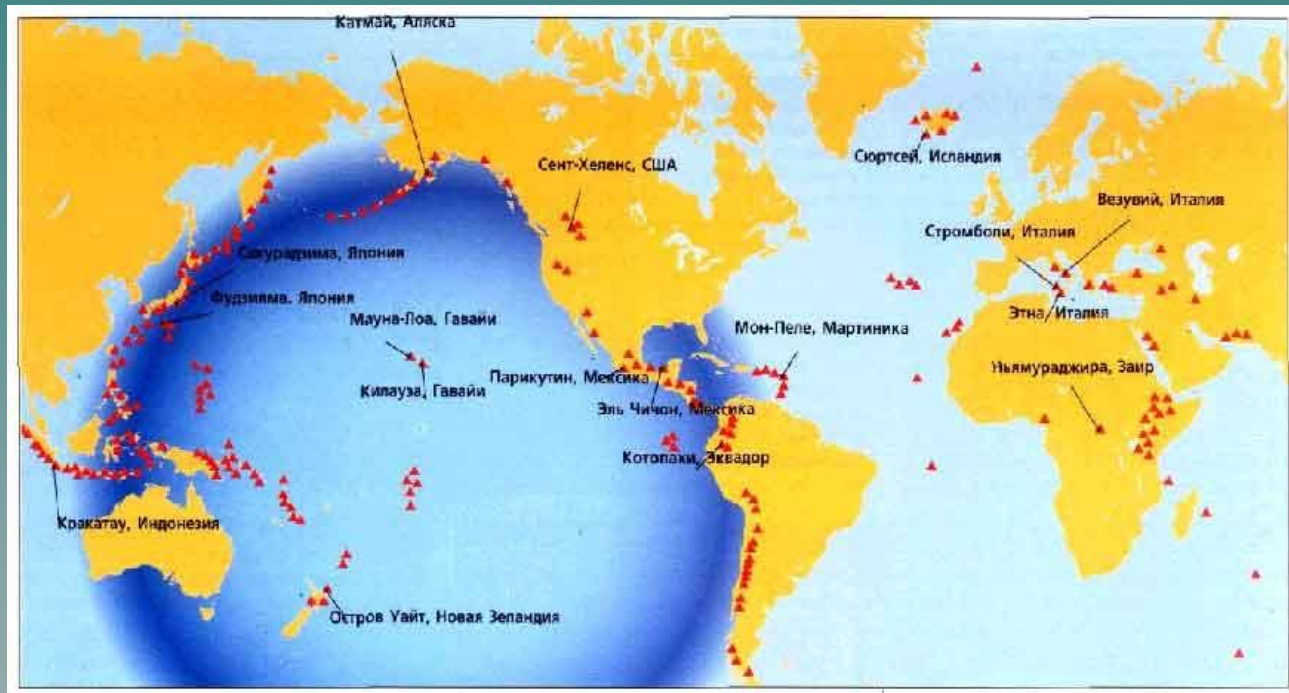 Катмай, Аляска
Сент-Хеленс, США
Сюртсей, Исландия
Везувий, Италия
Стромболи, Италия
Сакурадзима, Япония
Фудзияма, Япония
Этна, Италия
Мауна-Лоа, Гавайи
Мон-Пеле, Мартиника
Ньямураджира, Заир
Парикутин, Мексика
Килауэа, Гавайи
Эль Чичон, Мексика
Котопахи, Эквадор
Кракатау, Индонезия
Остров Уайт, Новая Зеландия